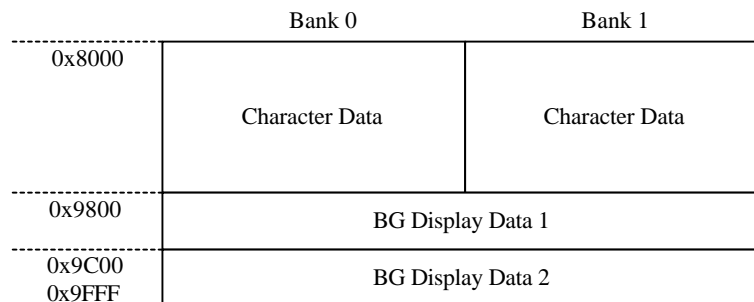 Bank 0 Bank 1
0x8000
Character Data Character Data
0x9800
BG Display Data 1
0x9C00
BG Display Data 2
0x9FFF